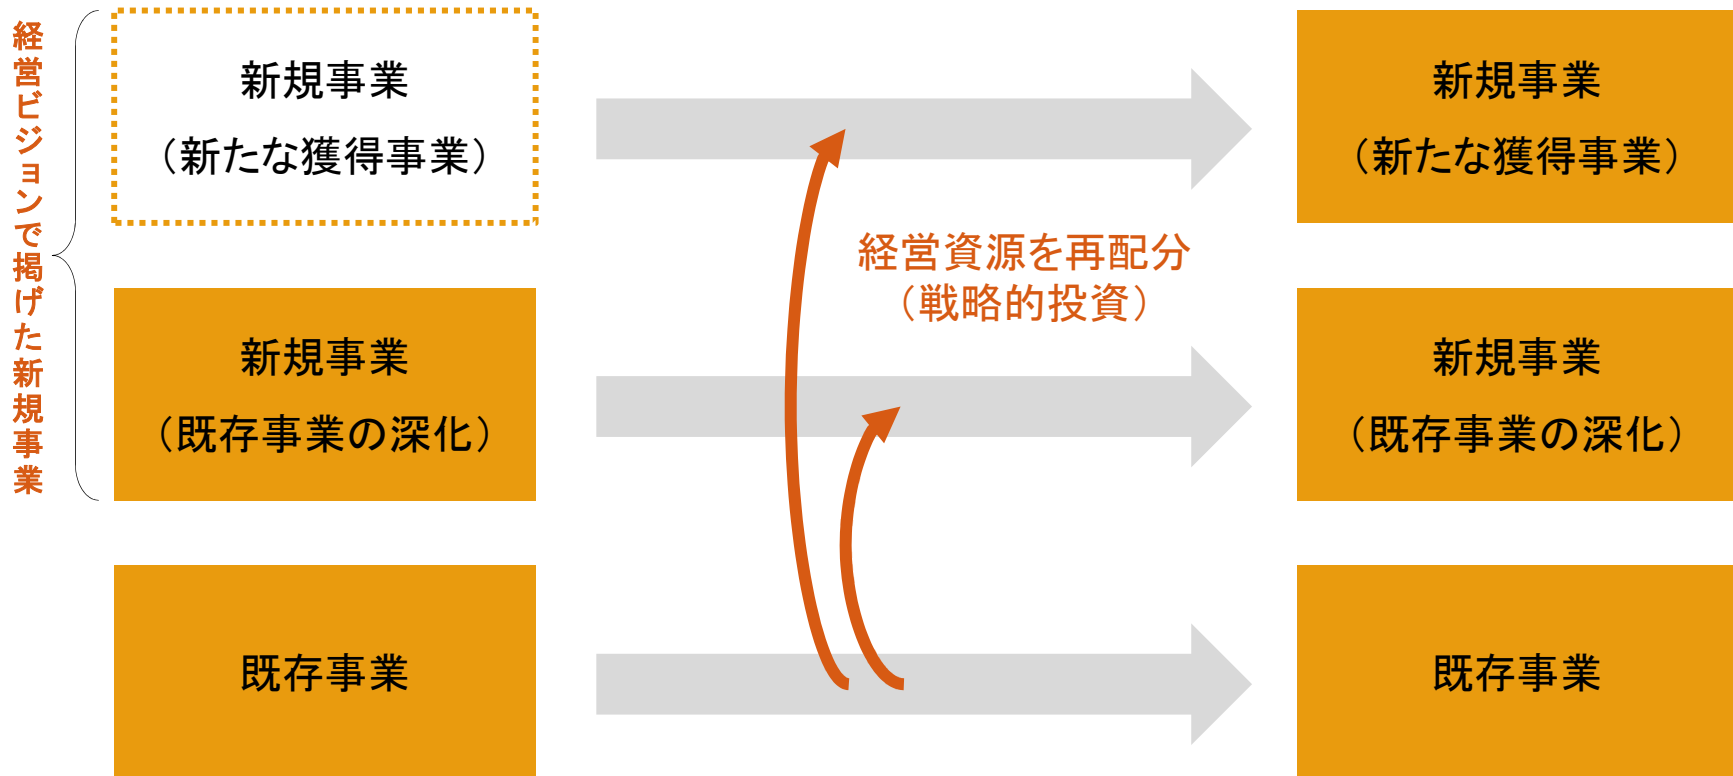 経営ビジョンで掲げた新規事業
新規事業
（新たな獲得事業）
新規事業
（既存事業の深化）
既存事業
経営資源を再配分
（戦略的投資）
新規事業
（新たな獲得事業）
新規事業
（既存事業の深化）
既存事業